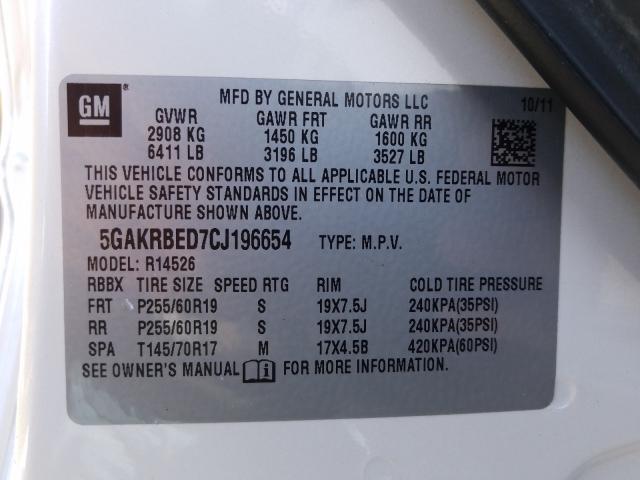 GM ®
MFD BY GENERAL MOTORS LLC 10/11
GVWR GAWR FRT GAWR RR
2908 KG 1450 KG 1600 KG
6411 LB 3196 LB 3527 LB
THIS VEHICLE CONFORMS TO ALL APPLICABLE U.S. FEDERAL MOTOR
VEHICLE SAFETY STANDARDS IN EFFECT ON THE DATE OF
MANUFACTURE SHOWN ABOVE.
5GAKRBED7CJ196654 TYPE: M.P.V.
MODEL: R14526
RBBX TIRE SIZE SPEED RTG RIM COLD TIRE PRESSURE
FRT P255/60R19 S 19X7.5J 240KPA(35PSI)
RR P255/60R19 S 19X7.5J 240KPA(35PSI)
SPA T145/70R17 M 17X4.5B 420KPA(60PSI)
SEE OWNER'S MANUAL FOR MORE INFORMATION.